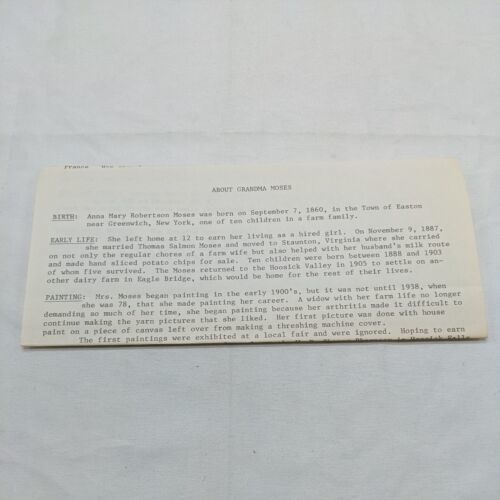 France
ABOUT GRANDMA MOSES
BIRTH: Anna Mary Robertson Moses was born on September 7, 1860, in the Town of Easton
near Greenwich, New York, one of ten children in a farm family.
EARLY LIFE: She left home at 12 to earn her living as a hired girl. On November 9, 1887,
she married Thomas Salmon Moses and moved to Staunton, Virginia where she carried
on not only the regular chores of a farm wife but also helped with her husband's milk route
and made hand sliced potato chips for sale. Ten children were born between 1888 and 1903
of whom five survived. The Moses returned to the Hoosick Valley in 1905 to settle on an-
other dairy farm in Eagle Bridge, which would be home for the rest of their lives.
PAINTING: Mrs. Moses began painting in the early 1900's, but it was not until 1938, when
she was 78, that she made painting her career. A widow with her farm life no longer
demanding so much of her time, she began painting because her arthritis made it difficult to
continue making the yarn pictures that she liked. Her first picture was done with house
paint on a piece of canvas left over from making a threshing machine cover.
The first paintings were exhibited at a local fair and were ignored. Hoping to earn
in Hoosick Falls